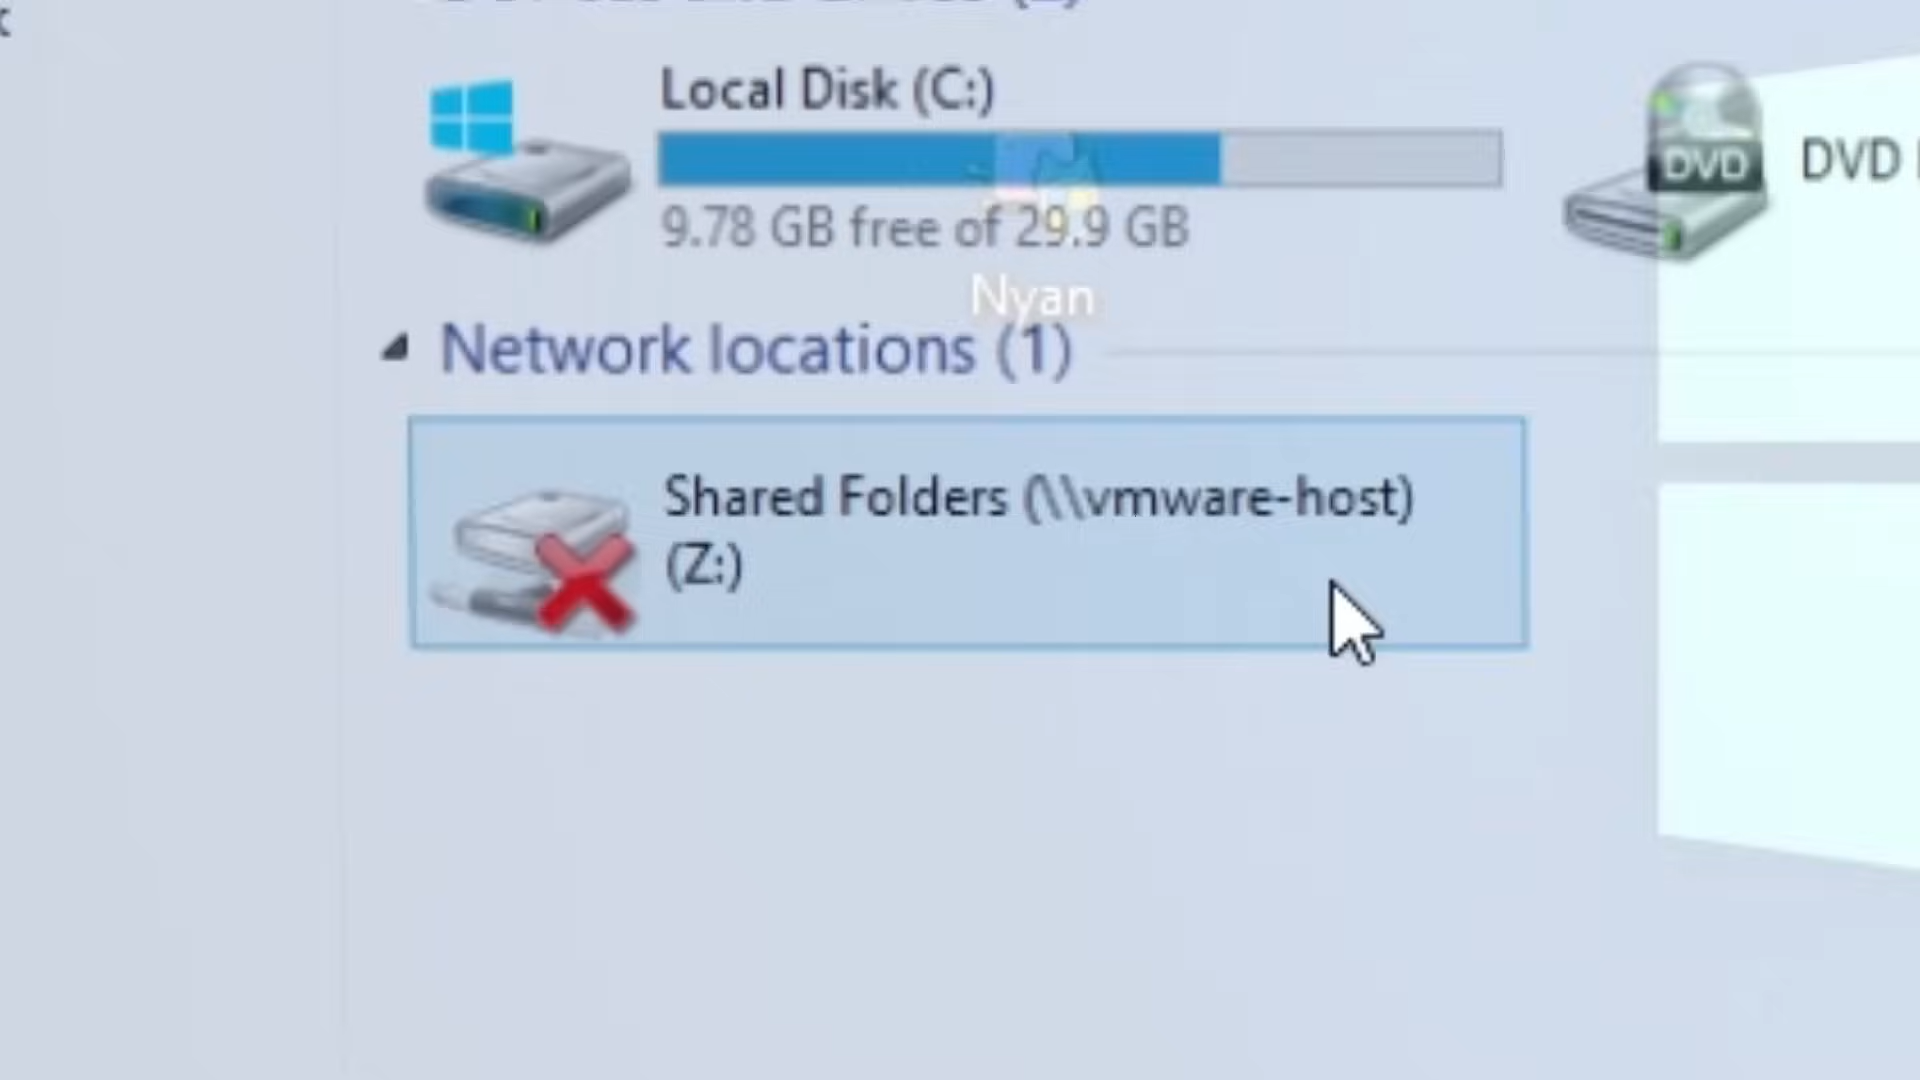 Local Disk (C:)
9.78 GB free of 29.9 GB
DVD
DVD
Nyan
Network locations (1)
Shared Folders (\\vmware-host)
(Z:)